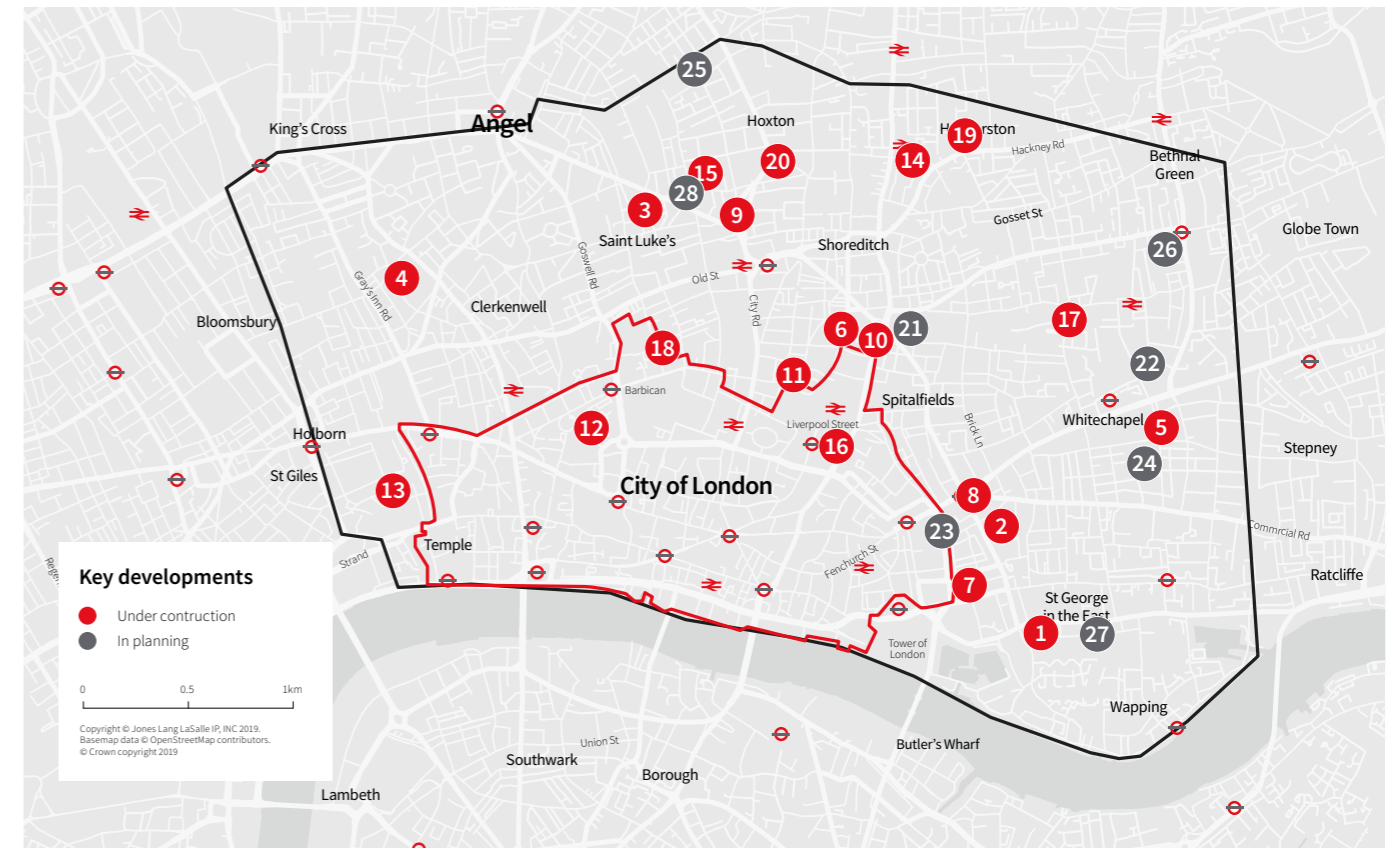 25
Angel
King's Cross
Hoxton
19
Hackney Rd
20
14
Bethnal
Green
15
28
3
9
Gosset St
Saint Luke's
Shoreditch
Globe Town
26
Goswell Rd
Old St
4
Gray's Inn Rd
Clerkenwell
City Rd
Bloomsbury
6
10
21
17
18
11
22
Barbican
Spitalfields
Brick Ln
Holborn
12
Liverpool Street
16
Whitechapel
5
St Giles
24
Stepney
13
City of London
8
2
23
Commrcial Rd
Temple
Strand
Fenchurch St
7
Ratcliffe
St George
in the East
1
27
Tower of
London
Wapping
Butler's Wharf
Union St
Southwark
Borough
Lambeth
Key developments
Under contruction
In planning
0 0.5 1km
Copyright © Jones Lang LaSalle IP, INC 2019.
Basemap data © OpenStreetMap contributors.
© Crown copyright 2019